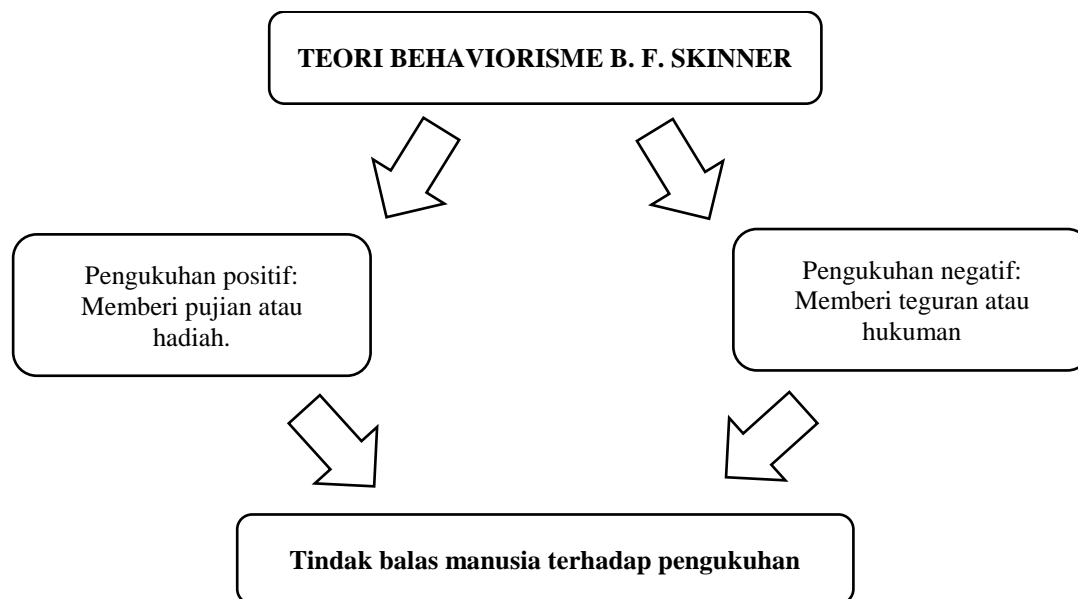 TEORI BEHAVIORISME B. F. SKINNER
Pengukuhan positif:
Memberi pujian atau
hadiah.
Pengukuhan negatif:
Memberi teguran atau
hukuman
Tindak balas manusia terhadap pengukuhan